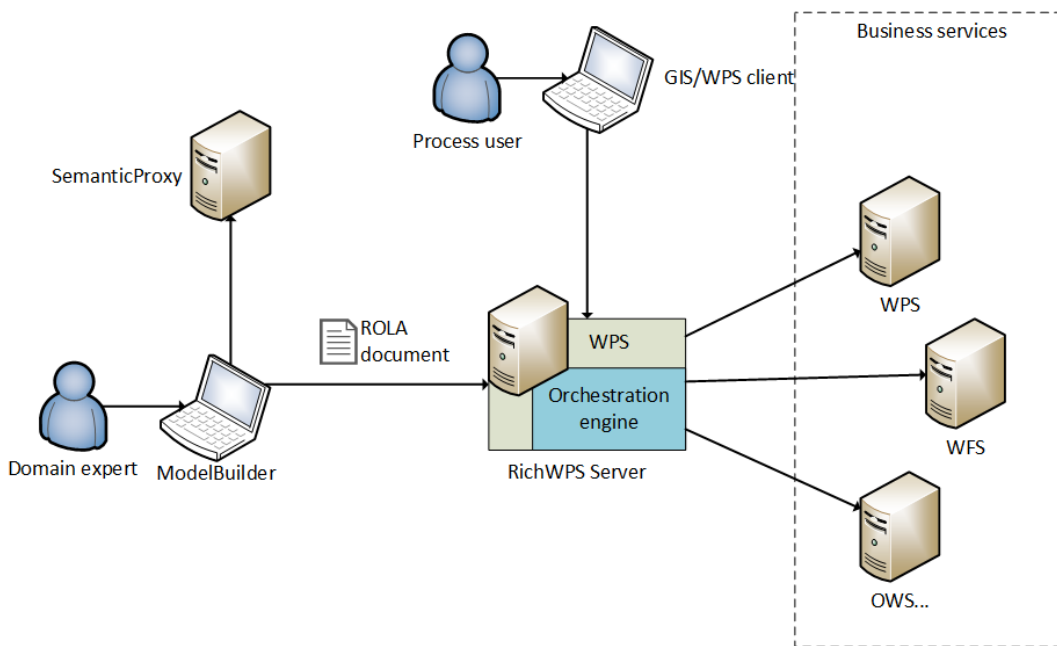 Business services
GIS/WPS client
Process user
SemanticProxy
WPS
ROLA
document
WPS
Orchestration
engine
WFS
Domain expert
ModelBuilder
RichWPS Server
OWS...